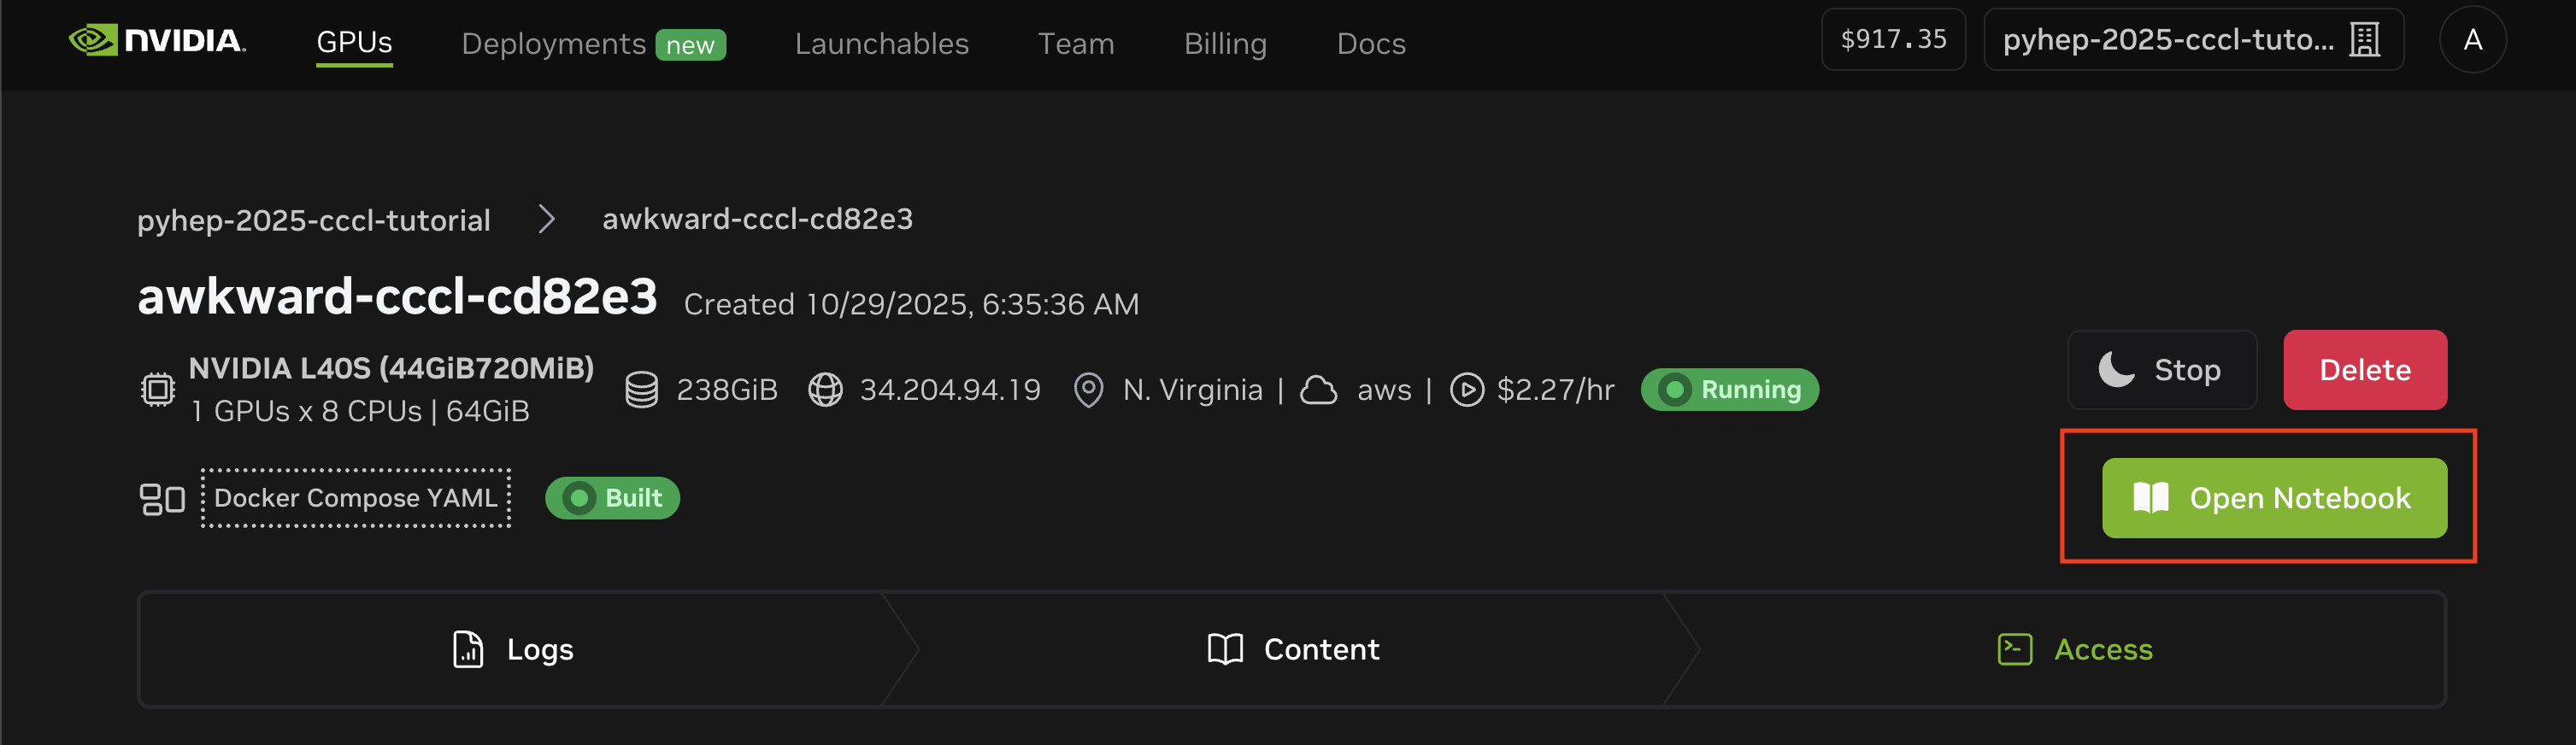 NVIDIA. GPUs Deployments new Launchables Team Billing Docs $917.35 pyhep-2025-cccl-tuto... A
pyhep-2025-cccl-tutorial > awkward-cccl-cd82e3
awkward-cccl-cd82e3 Created 10/29/2025, 6:35:36 AM
NVIDIA L40S (44GiB720MiB)
1 GPUs x 8 CPUs | 64GiB
238GiB 34.204.94.19 N. Virginia | aws | $2.27/hr Running
Stop Delete
Docker Compose YAML Built Open Notebook
Logs Content Access